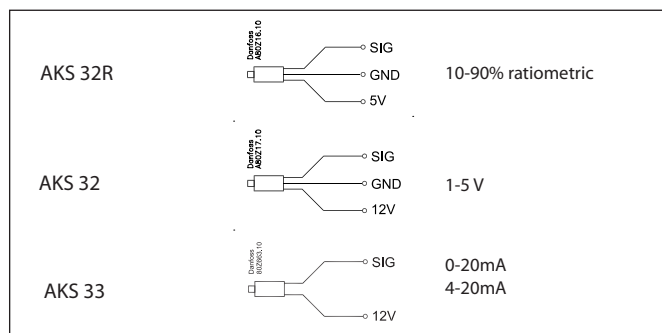 Danfoss
A80Z16.10
SIG
AKS 32R
GND
10-90% ratiometric
5V
Danfoss
A80Z17.10
SIG
AKS 32
GND
1-5 V
12V
Danfoss
80Z663.10
SIG
0-20mA
4-20mA
AKS 33
12V